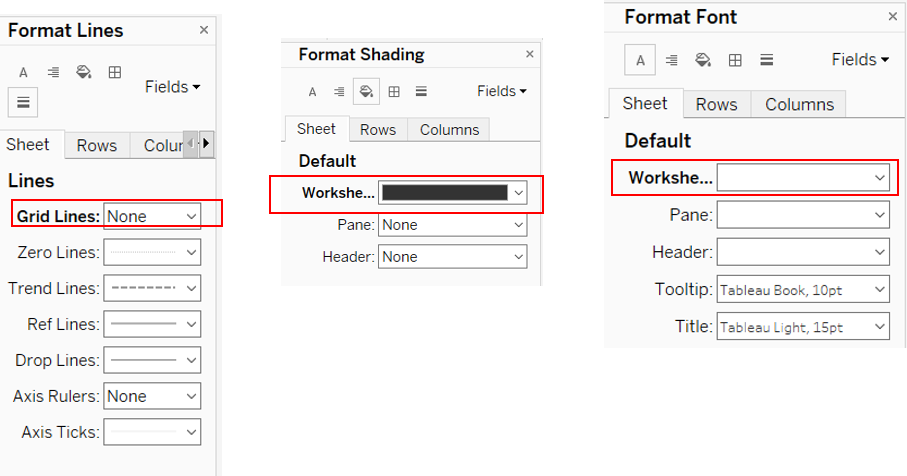 Format Lines ×
A
Fields
Sheet Rows Colur
Lines
Grid Lines: None
Zero Lines:
Trend Lines:
Ref Lines:
Drop Lines:
Axis Rulers: None
Axis Ticks:
Format Shading ×
A
Fields
Sheet Rows Columns
Default
Workshe...
Pane: None
Header: None
Format Font ×
A
Fields
Sheet Rows Columns
Default
Workshe...
Pane:
Header:
Tooltip: Tableau Book, 10pt
Title: Tableau Light, 15pt